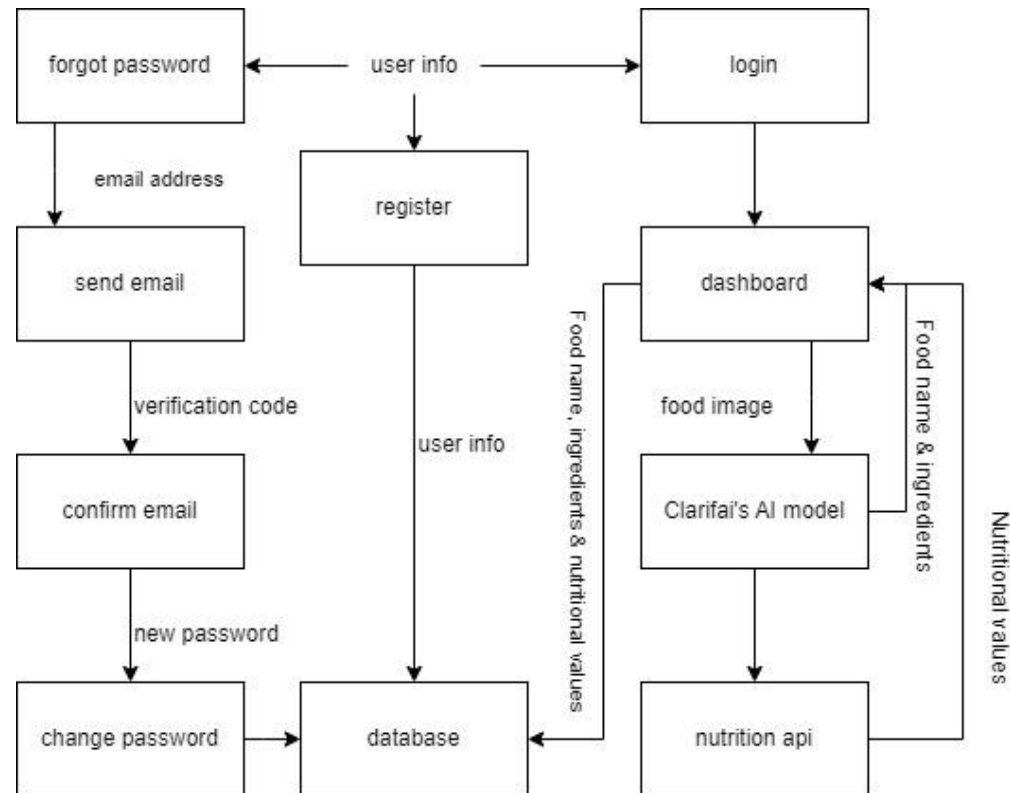 forgot password
user info
login
email address
register
send email
dashboard
verification code
user info
food image
Food name, ingredients & nutritional values
Food name & ingredients
confirm email
Clarifai's AI model
Nutritional values
new password
change password
database
nutrition api